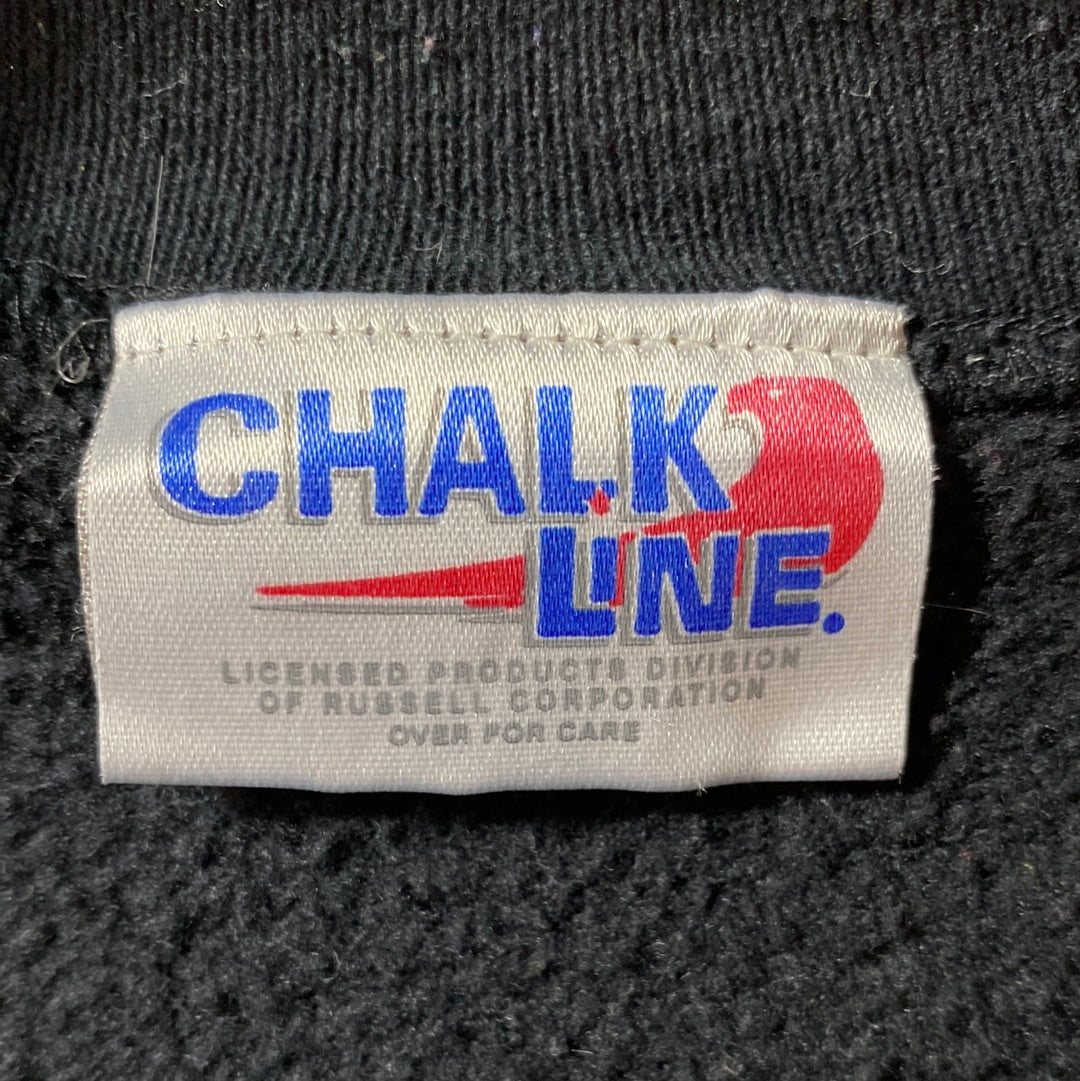 CHALK
LINE.
LICENSED PRODUCTS DIVISION
OF RUSSELL CORPORATION
OVER FOR CARE